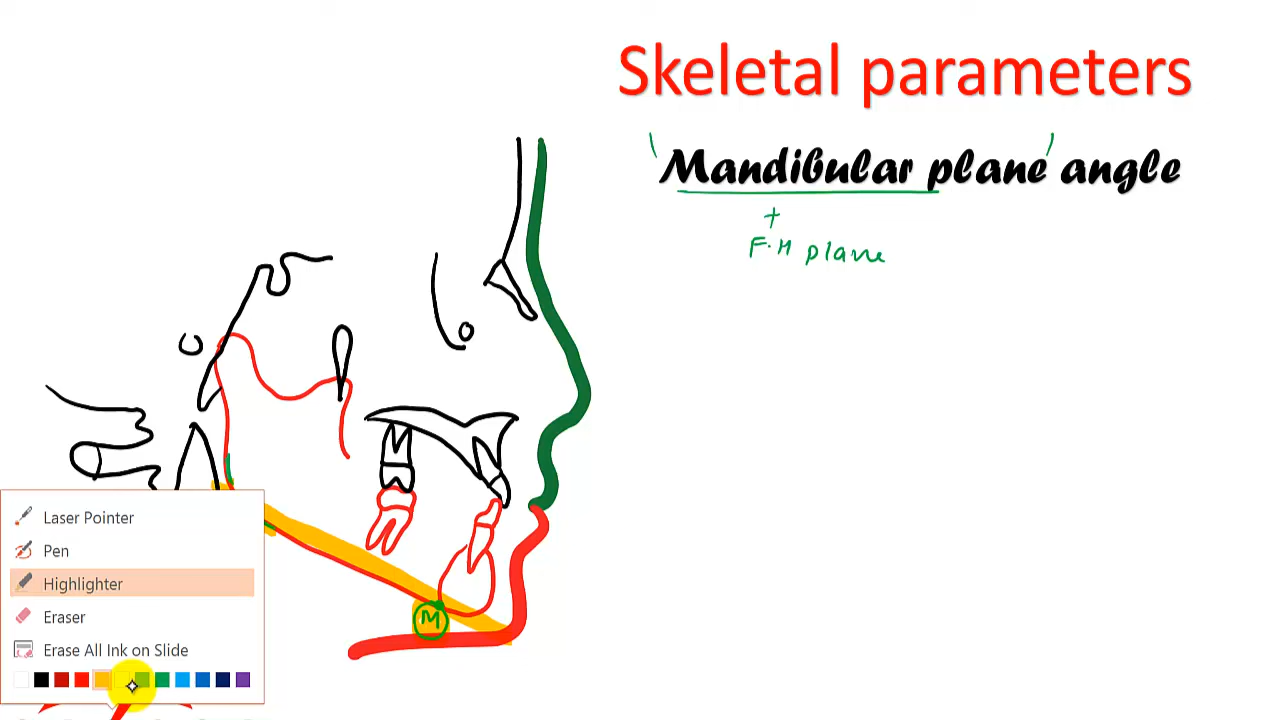 Skeletal parameters
'Mandibular plane' angle
+
F.H plane
M
Laser Pointer
Pen
Highlighter
Eraser
Erase All Ink on Slide